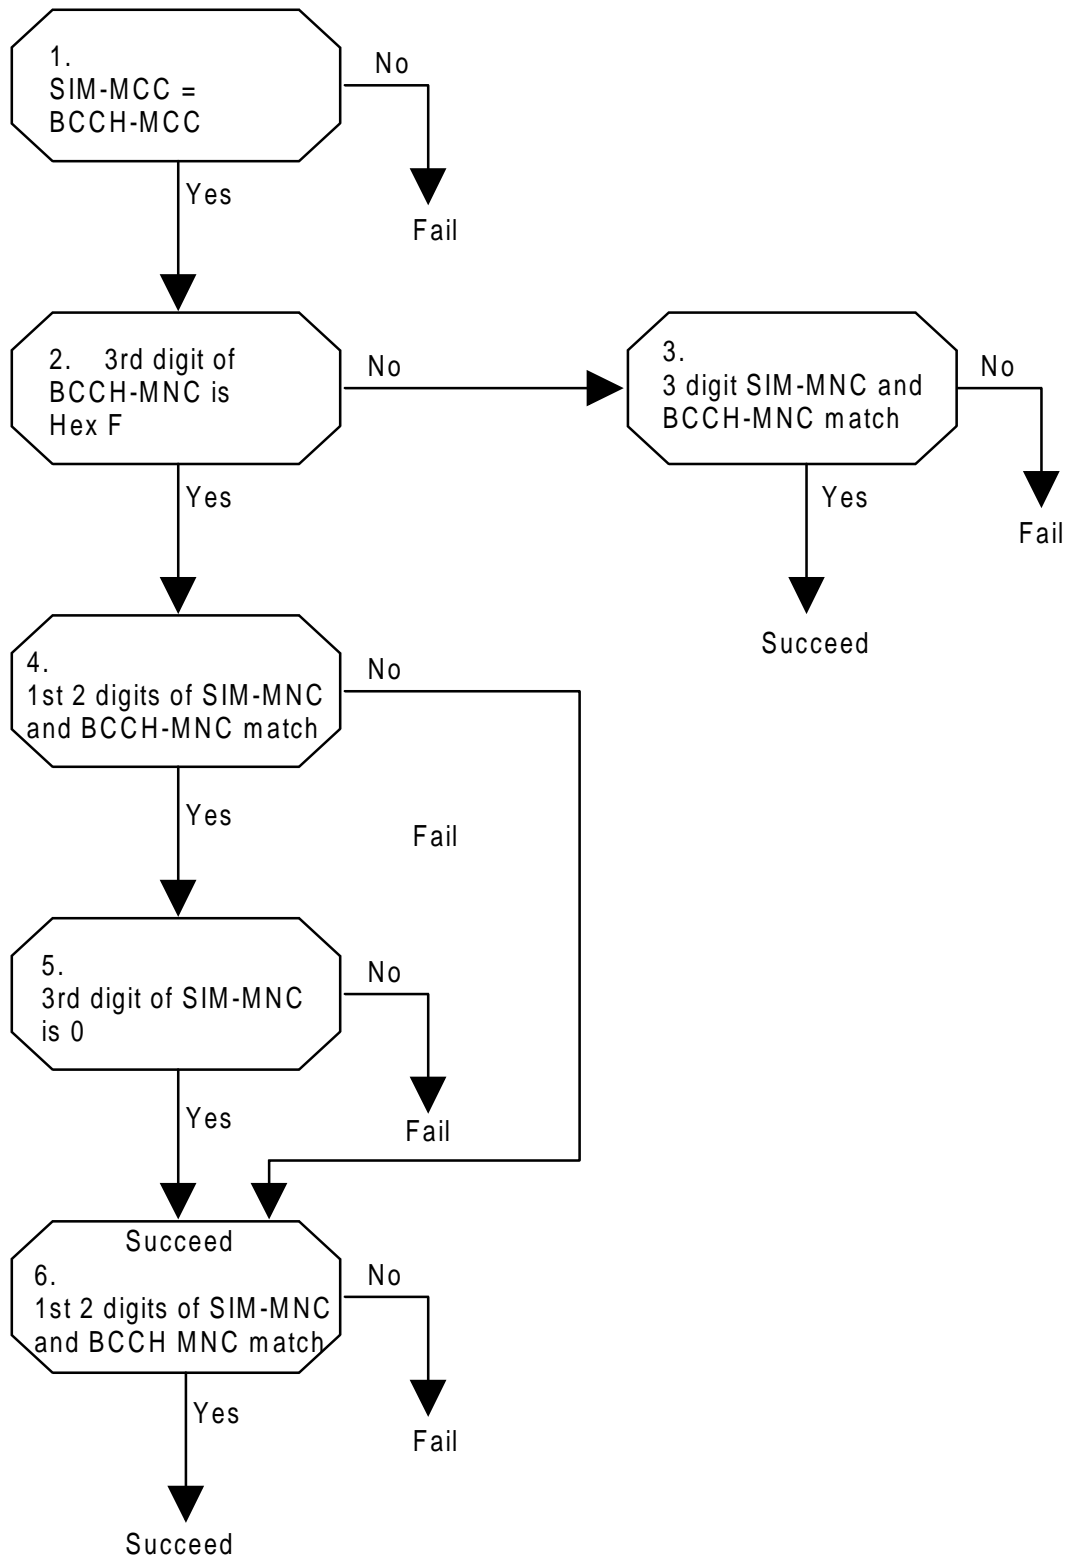 1.
SIM-MCC =
BCCH-MCC
No
Yes
Fail
2. 3rd digit of
BCCH-MNC is
Hex F
No
3.
3 digit SIM-MNC and
BCCH-MNC match
No
Yes
Yes
Fail
Succeed
4.
1st 2 digits of SIM-MNC
and BCCH-MNC match
No
Yes
Fail
5.
3rd digit of SIM-MNC
is 0
No
Yes
Fail
Succeed
6.
1st 2 digits of SIM-MNC
and BCCH MNC match
No
Yes
Fail
Succeed